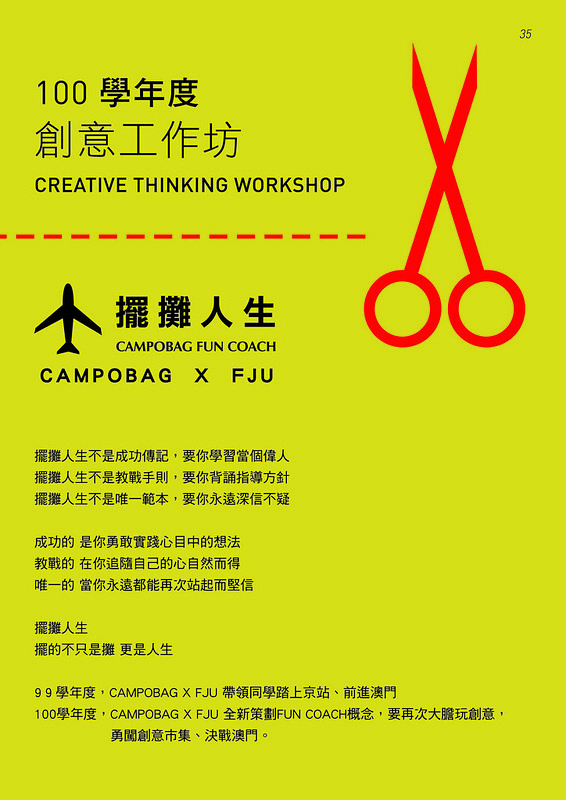 35
100 學年度
創意工作坊
CREATIVE THINKING WORKSHOP
擺攤人生
CAMPOBAG FUN COACH
CAMPOBAG X FJU
擺攤人生不是成功傳記，要你學習當個偉人
擺攤人生不是教戰手則，要你背誦指導方針
擺攤人生不是唯一範本，要你永遠深信不疑
成功的 是你勇敢實踐心目中的想法
教戰的 在你追隨自己的心自然而得
唯一的 當你永遠都能再次站起而堅信
擺攤人生
擺的不只是攤 更是人生
9 9 學年度，CAMPOBAG X FJU 帶領同學踏上京站、前進澳門
100學年度，CAMPOBAG X FJU 全新策劃FUN COACH概念，要再次大膽玩創意，
勇闖創意市集、決戰澳門。